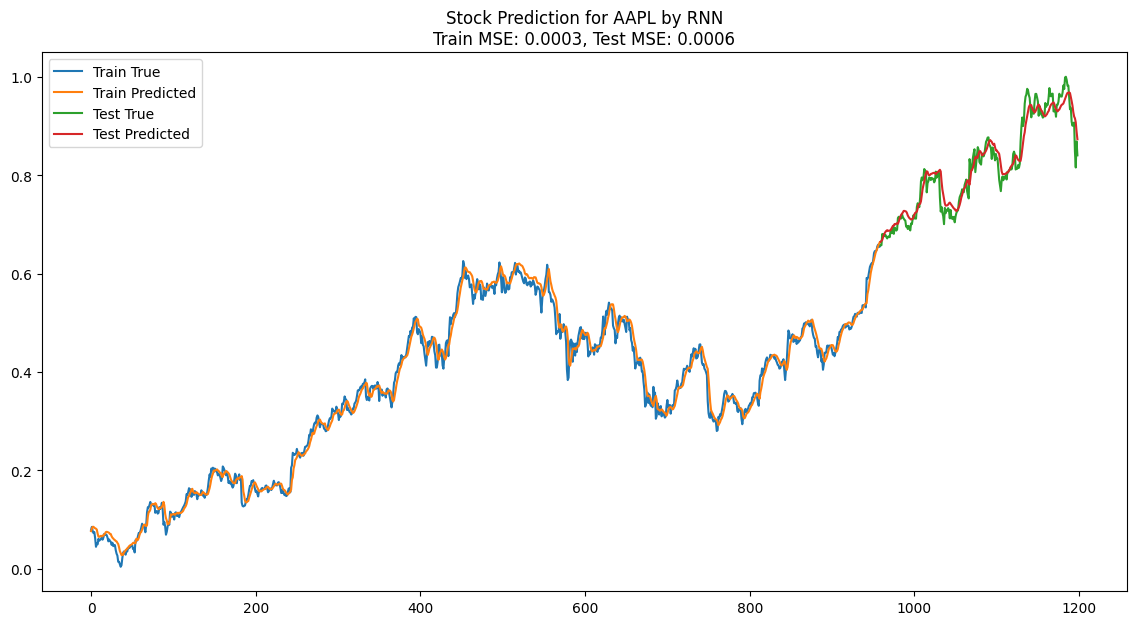 Stock Prediction for AAPL by RNN
Train MSE: 0.0003, Test MSE: 0.0006
Train True
Train Predicted
Test True
Test Predicted
1.0
0.8
0.6
0.4
0.2
0.0
0 200 400 600 800 1000 1200